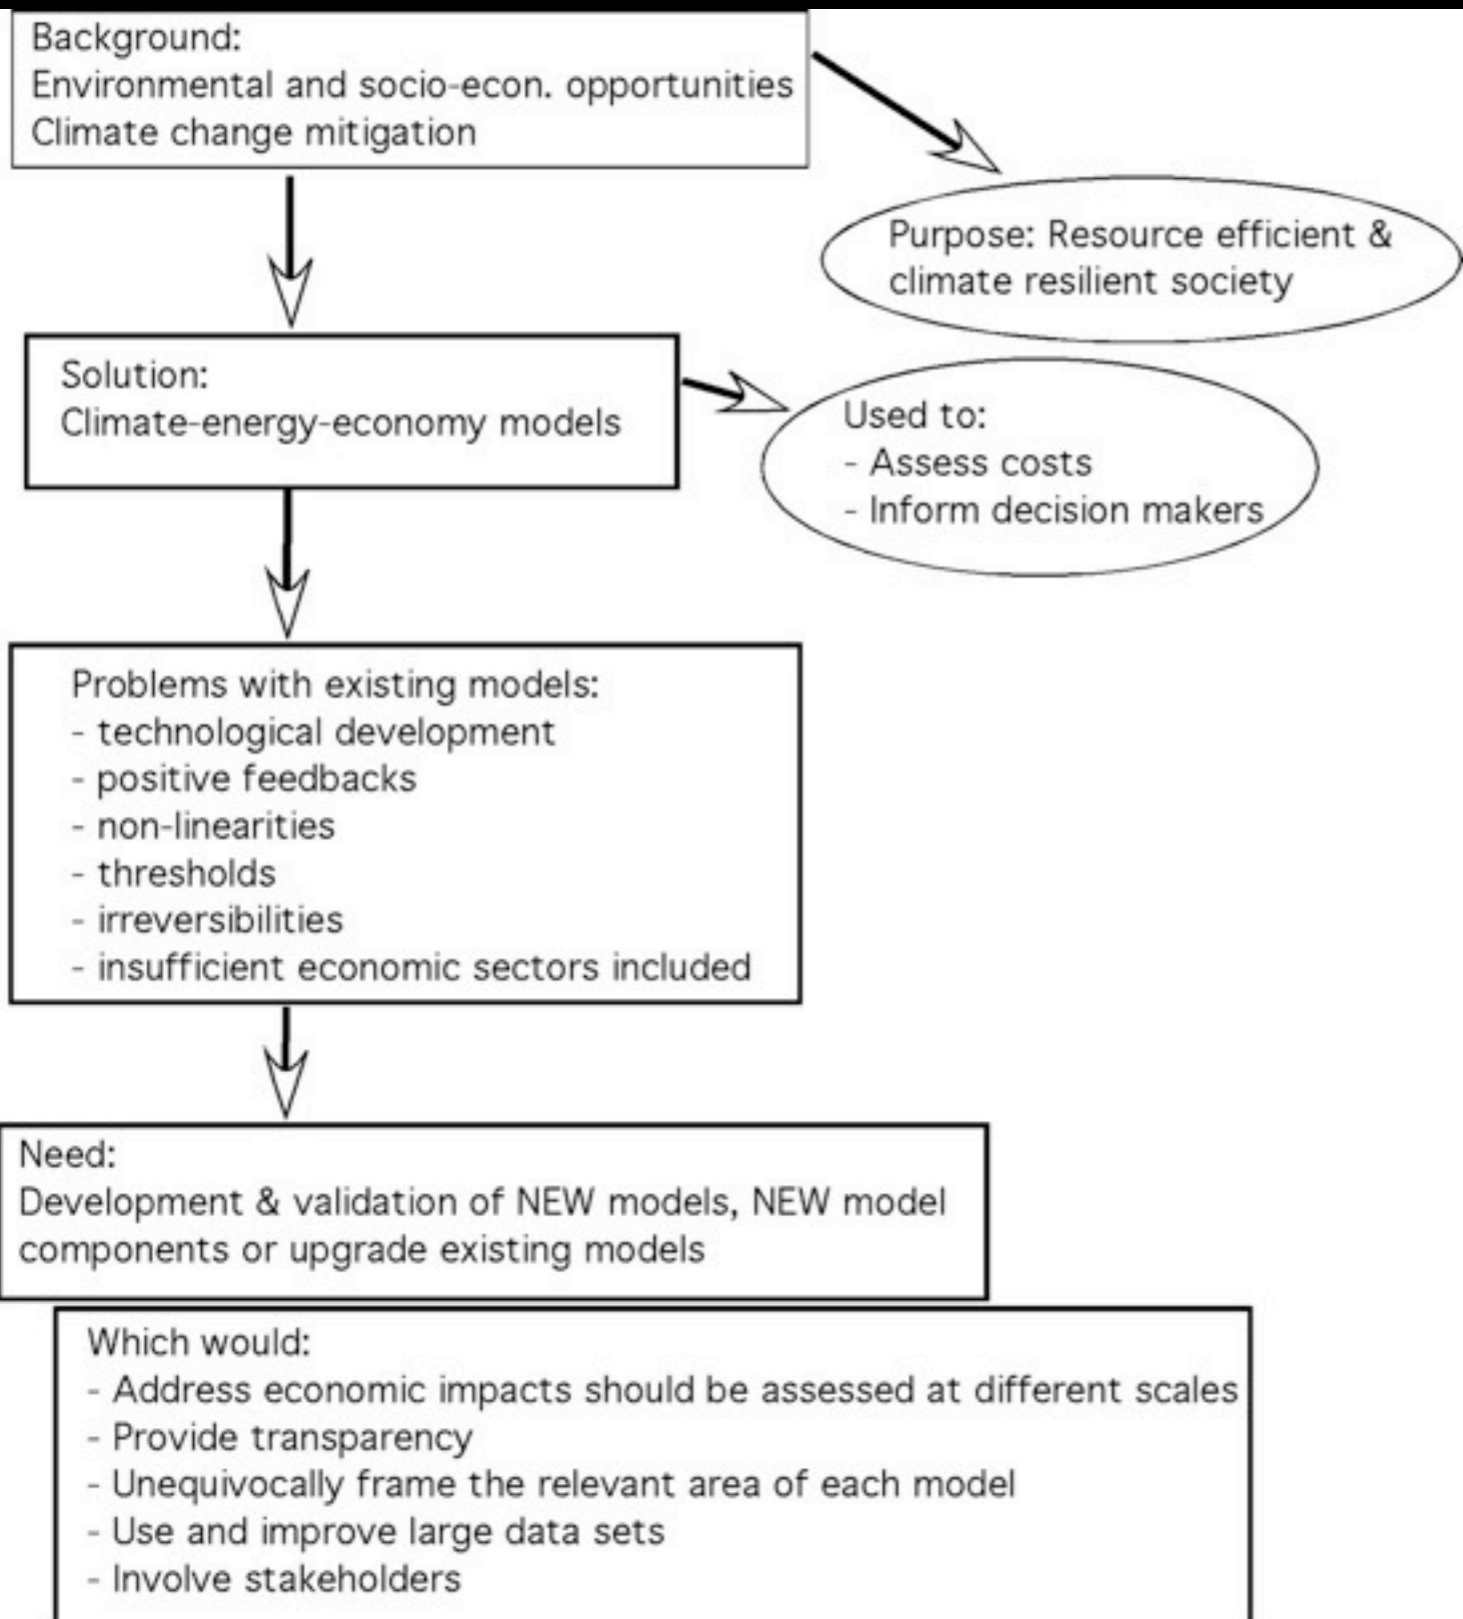 Background:
Environmental and socio-econ. opportunities
Climate change mitigation
Purpose: Resource efficient &
climate resilient society
Solution:
Climate-energy-economy models
Used to:
- Assess costs
- Inform decision makers
Problems with existing models:
- technological development
- positive feedbacks
- non-linearities
- thresholds
- irreversibilities
- insufficient economic sectors included
Need:
Development & validation of NEW models, NEW model
components or upgrade existing models
Which would:
- Address economic impacts should be assessed at different scales
- Provide transparency
- Unequivocally frame the relevant area of each model
- Use and improve large data sets
- Involve stakeholders